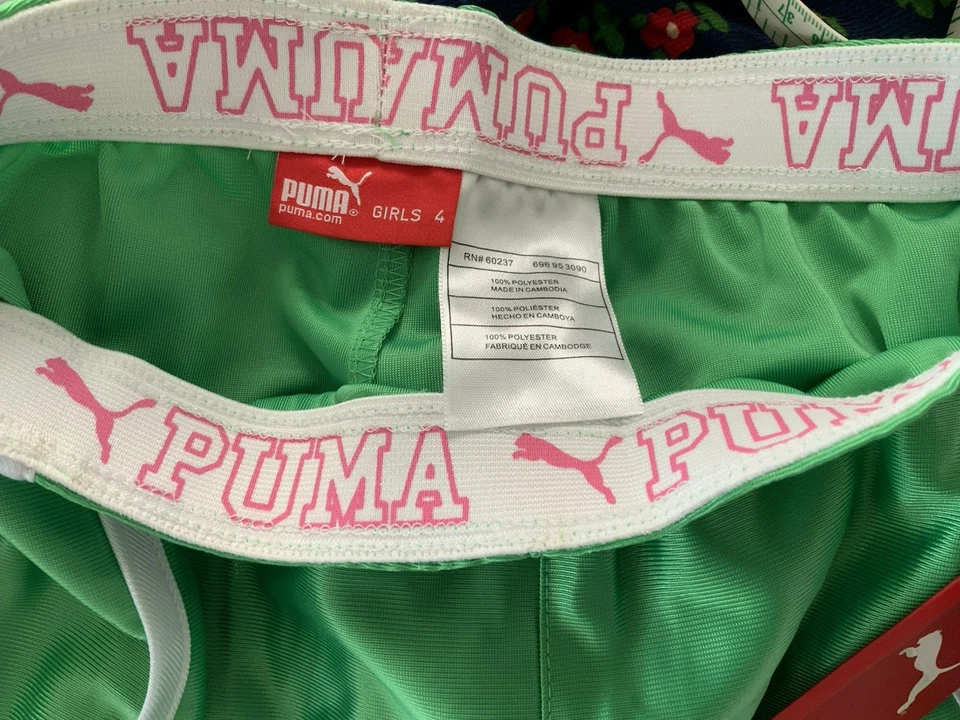 PUMA PUMA PUMA
PUMA®
puma.com GIRLS 4
RN# 60237 696 95 3090
100% POLYESTER
MADE IN CAMBODIA
100% POLIÉSTER
HECHO EN CAMBOYA
100% POLYESTER
FABRIQUÉ EN CAMBODGE
PUMA PUMA